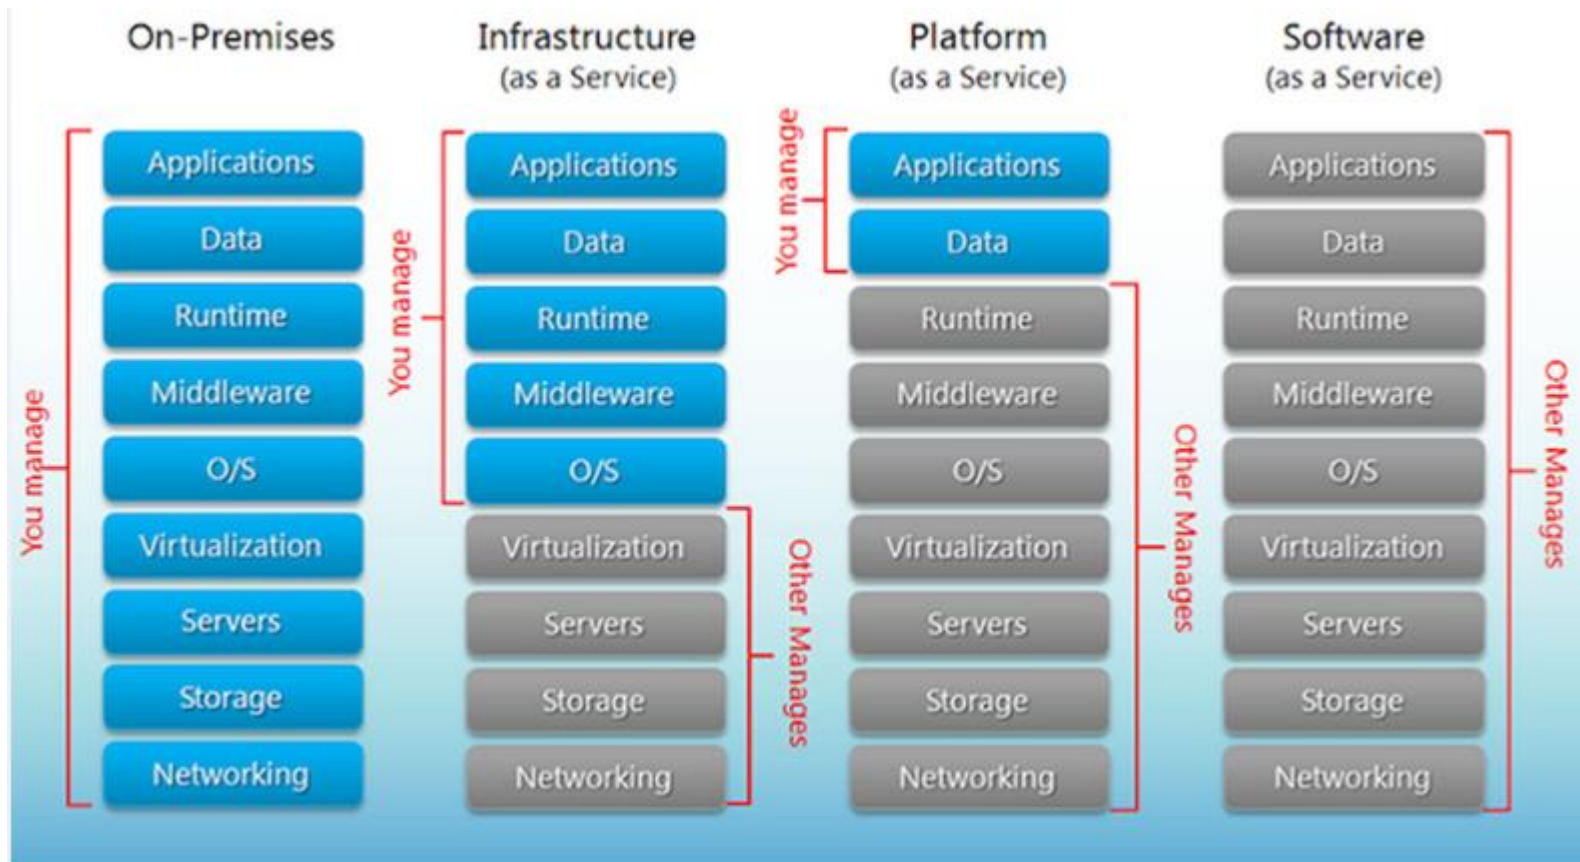 On-Premises
Infrastructure
(as a Service)
Platform
(as a Service)
Software
(as a Service)
You manage
Applications
Data
Runtime
Middleware
O/S
Virtualization
Servers
Storage
Networking
You manage
Applications
Data
Runtime
Middleware
O/S
Virtualization
Servers
Storage
Networking
Other Manages
You manage
Applications
Data
Runtime
Middleware
O/S
Virtualization
Servers
Storage
Networking
Other Manages
Applications
Data
Runtime
Middleware
O/S
Virtualization
Servers
Storage
Networking
Other Manages